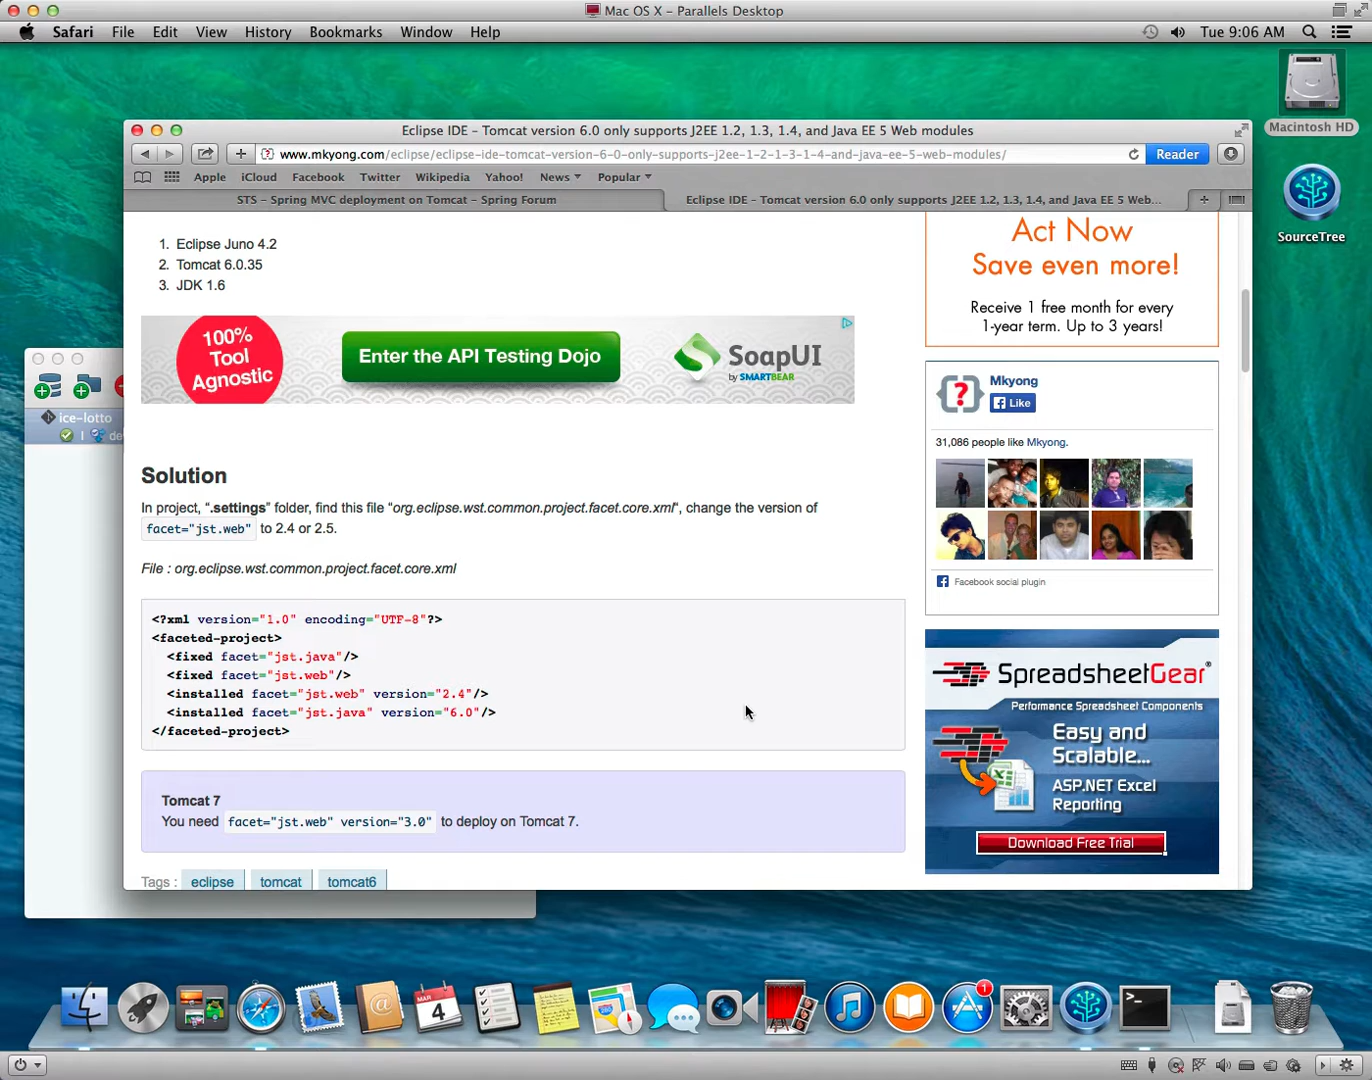 Mac OS X – Parallels Desktop
Safari File Edit View History Bookmarks Window Help
Tue 9:06 AM
Macintosh HD
SourceTree
Eclipse IDE – Tomcat version 6.0 only supports J2EE 1.2, 1.3, 1.4, and Java EE 5 Web modules
www.mkyong.com/eclipse/eclipse-ide-tomcat-version-6-0-only-supports-j2ee-1-2-1-3-1-4-and-java-ee-5-web-modules/
Reader
Apple iCloud Facebook Twitter Wikipedia Yahoo! News Popular
STS – Spring MVC deployment on Tomcat – Spring Forum
Eclipse IDE – Tomcat version 6.0 only supports J2EE 1.2, 1.3, 1.4, and Java EE 5 Web...
1. Eclipse Juno 4.2
2. Tomcat 6.0.35
3. JDK 1.6
100%
Tool
Agnostic
Enter the API Testing Dojo
SoapUI
by SMARTBEAR
Solution
In project, “.settings” folder, find this file “org.eclipse.wst.common.project.facet.core.xml“, change the version of
facet="jst.web" to 2.4 or 2.5.
File : org.eclipse.wst.common.project.facet.core.xml
<?xml version="1.0" encoding="UTF-8"?>
<faceted-project>
<fixed facet="jst.java"/>
<fixed facet="jst.web"/>
<installed facet="jst.web" version="2.4"/>
<installed facet="jst.java" version="6.0"/>
</faceted-project>
Tomcat 7
You need facet="jst.web" version="3.0" to deploy on Tomcat 7.
Tags : eclipse tomcat tomcat6
Act Now
Save even more!
Receive 1 free month for every
1-year term. Up to 3 years!
Mkyong
Like
31,086 people like Mkyong.
Facebook social plugin
SpreadsheetGear®
Performance Spreadsheet Components
Easy and
Scalable...
ASP.NET Excel
Reporting
Download Free Trial
ice-lotto
de
MAR
4
1